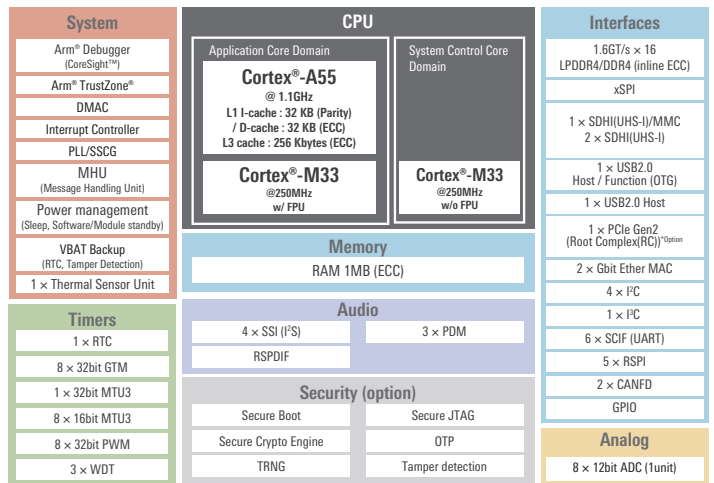 System
Arm® Debugger
(CoreSight™)
Arm® TrustZone®
DMAC
Interrupt Controller
PLL/SSCG
MHU
(Message Handling Unit)
Power management
(Sleep, Software/Module standby)
VBAT Backup
(RTC, Tamper Detection)
1 × Thermal Sensor Unit
Timers
1 × RTC
8 × 32bit GTM
1 × 32bit MTU3
8 × 16bit MTU3
8 × 32bit PWM
3 × WDT
CPU
Application Core Domain
Cortex®-A55
@ 1.1GHz
L1 I-cache : 32 KB (Parity)
/ D-cache : 32 KB (ECC)
L3 cache : 256 Kbytes (ECC)
Cortex®-M33
@250MHz
w/ FPU
System Control Core
Domain
Cortex®-M33
@250MHz
w/o FPU
Memory
RAM 1MB (ECC)
Audio
4 × SSI (I²S)
3 × PDM
RSPDIF
Security (option)
Secure Boot
Secure JTAG
Secure Crypto Engine
OTP
TRNG
Tamper detection
Interfaces
1.6GT/s × 16
LPDDR4/DDR4 (inline ECC)
xSPI
1 × SDHI(UHS-I)/MMC
2 × SDHI(UHS-I)
1 × USB2.0
Host / Function (OTG)
1 × USB2.0 Host
1 × PCIe Gen2
(Root Complex(RC))*Option
2 × Gbit Ether MAC
4 × I²C
1 × I³C
6 × SCIF (UART)
5 × RSPI
2 × CANFD
GPIO
Analog
8 × 12bit ADC (1unit)